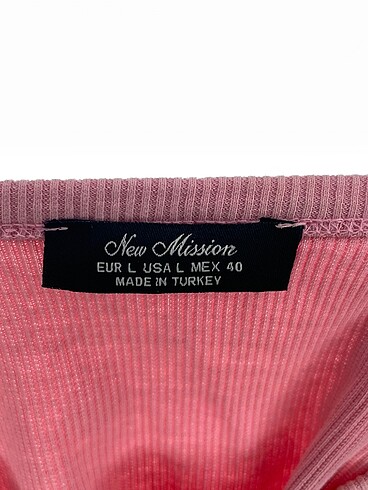 New Mission
EUR L USA L MEX 40
MADE IN TURKEY